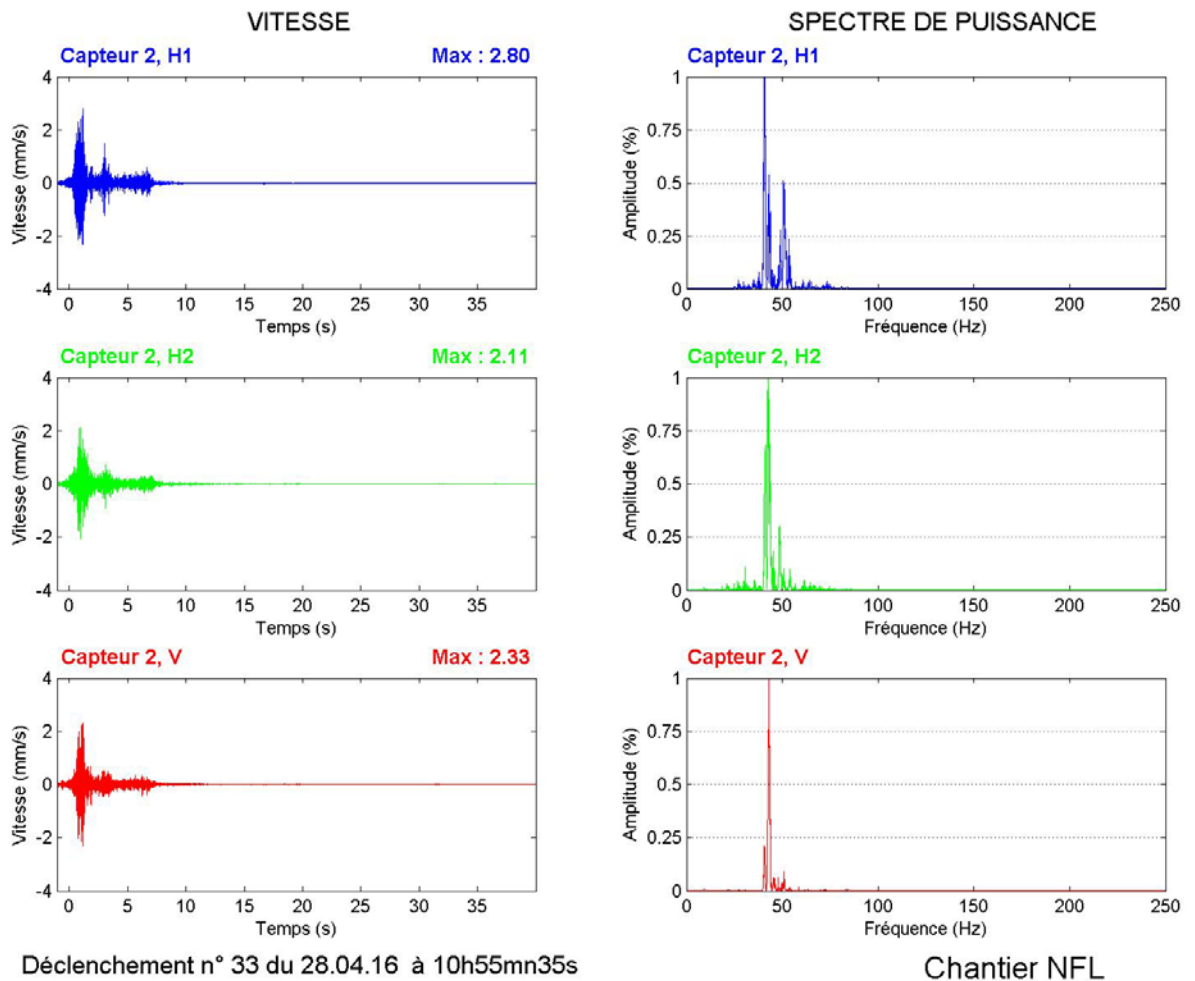 VITESSE
SPECTRE DE PUISSANCE
Capteur 2, H1 Max : 2.80
Vitesse (mm/s)
4
2
0
-2
-4
0 5 10 15 20 25 30 35
Temps (s)
Capteur 2, H1
Amplitude (%)
1
0.75
0.5
0.25
0
0 50 100 150 200 250
Fréquence (Hz)
Capteur 2, H2 Max : 2.11
Vitesse (mm/s)
4
2
0
-2
-4
0 5 10 15 20 25 30 35
Temps (s)
Capteur 2, H2
Amplitude (%)
1
0.75
0.5
0.25
0
0 50 100 150 200 250
Fréquence (Hz)
Capteur 2, V Max : 2.33
Vitesse (mm/s)
4
2
0
-2
-4
0 5 10 15 20 25 30 35
Temps (s)
Capteur 2, V
Amplitude (%)
1
0.75
0.5
0.25
0
0 50 100 150 200 250
Fréquence (Hz)
Déclenchement n° 33 du 28.04.16 à 10h55mn35s
Chantier NFL